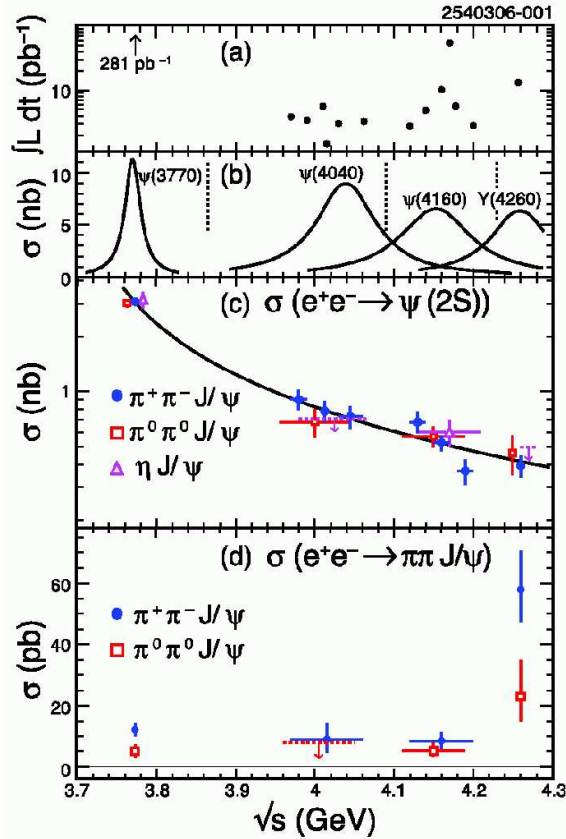 2540306-001
∫L dt (pb⁻¹)
10
281 pb⁻¹
(a)
σ (nb)
10
5
0
ψ(3770)
(b)
ψ(4040)
ψ(4160)
Y(4260)
σ (nb)
1
(c) σ (e⁺e⁻→ψ (2S))
π⁺π⁻J/ψ
π⁰π⁰J/ψ
ηJ/ψ
σ (pb)
60
40
20
0
(d) σ (e⁺e⁻→ππJ/ψ)
π⁺π⁻J/ψ
π⁰π⁰J/ψ
3.7 3.8 3.9 4 4.1 4.2 4.3
√s (GeV)